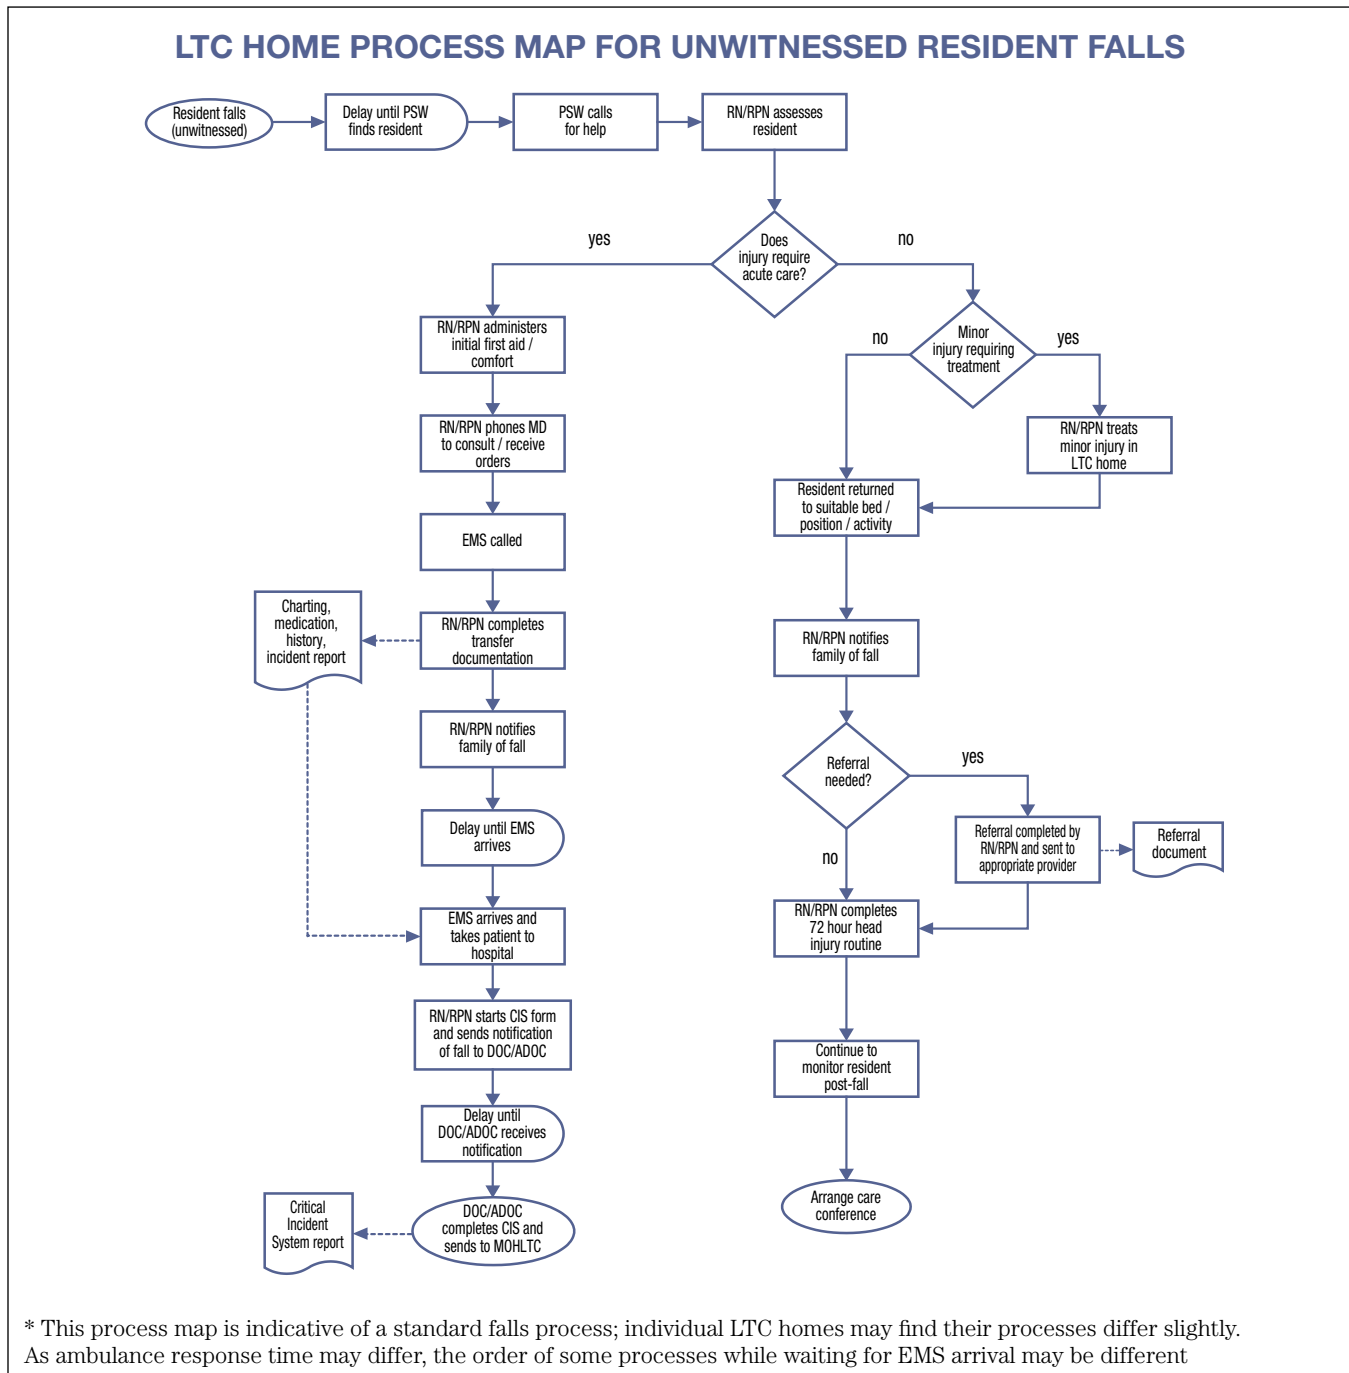 LTC HOME PROCESS MAP FOR UNWITNESSED RESIDENT FALLS
Resident falls
(unwitnessed)
Delay until PSW
finds resident
PSW calls
for help
RN/RPN assesses
resident
Does
injury require
acute care?
yes
no
RN/RPN administers
initial first aid /
comfort
RN/RPN phones MD
to consult / receive
orders
EMS called
RN/RPN completes
transfer
documentation
Charting,
medication,
history,
incident report
RN/RPN notifies
family of fall
Delay until EMS
arrives
EMS arrives and
takes patient to
hospital
RN/RPN starts CIS form
and sends notification
of fall to DOC/ADOC
Delay until
DOC/ADOC receives
notification
DOC/ADOC
completes CIS and
sends to MOHLTC
Critical
Incident
System report
Minor
injury requiring
treatment
no
yes
RN/RPN treats
minor injury in
LTC home
Resident returned
to suitable bed /
position / activity
RN/RPN notifies
family of fall
Referral
needed?
yes
no
Referral completed by
RN/RPN and sent to
appropriate provider
Referral
document
RN/RPN completes
72 hour head
injury routine
Continue to
monitor resident
post-fall
Arrange care
conference
* This process map is indicative of a standard falls process; individual LTC homes may find their processes differ slightly.
As ambulance response time may differ, the order of some processes while waiting for EMS arrival may be different